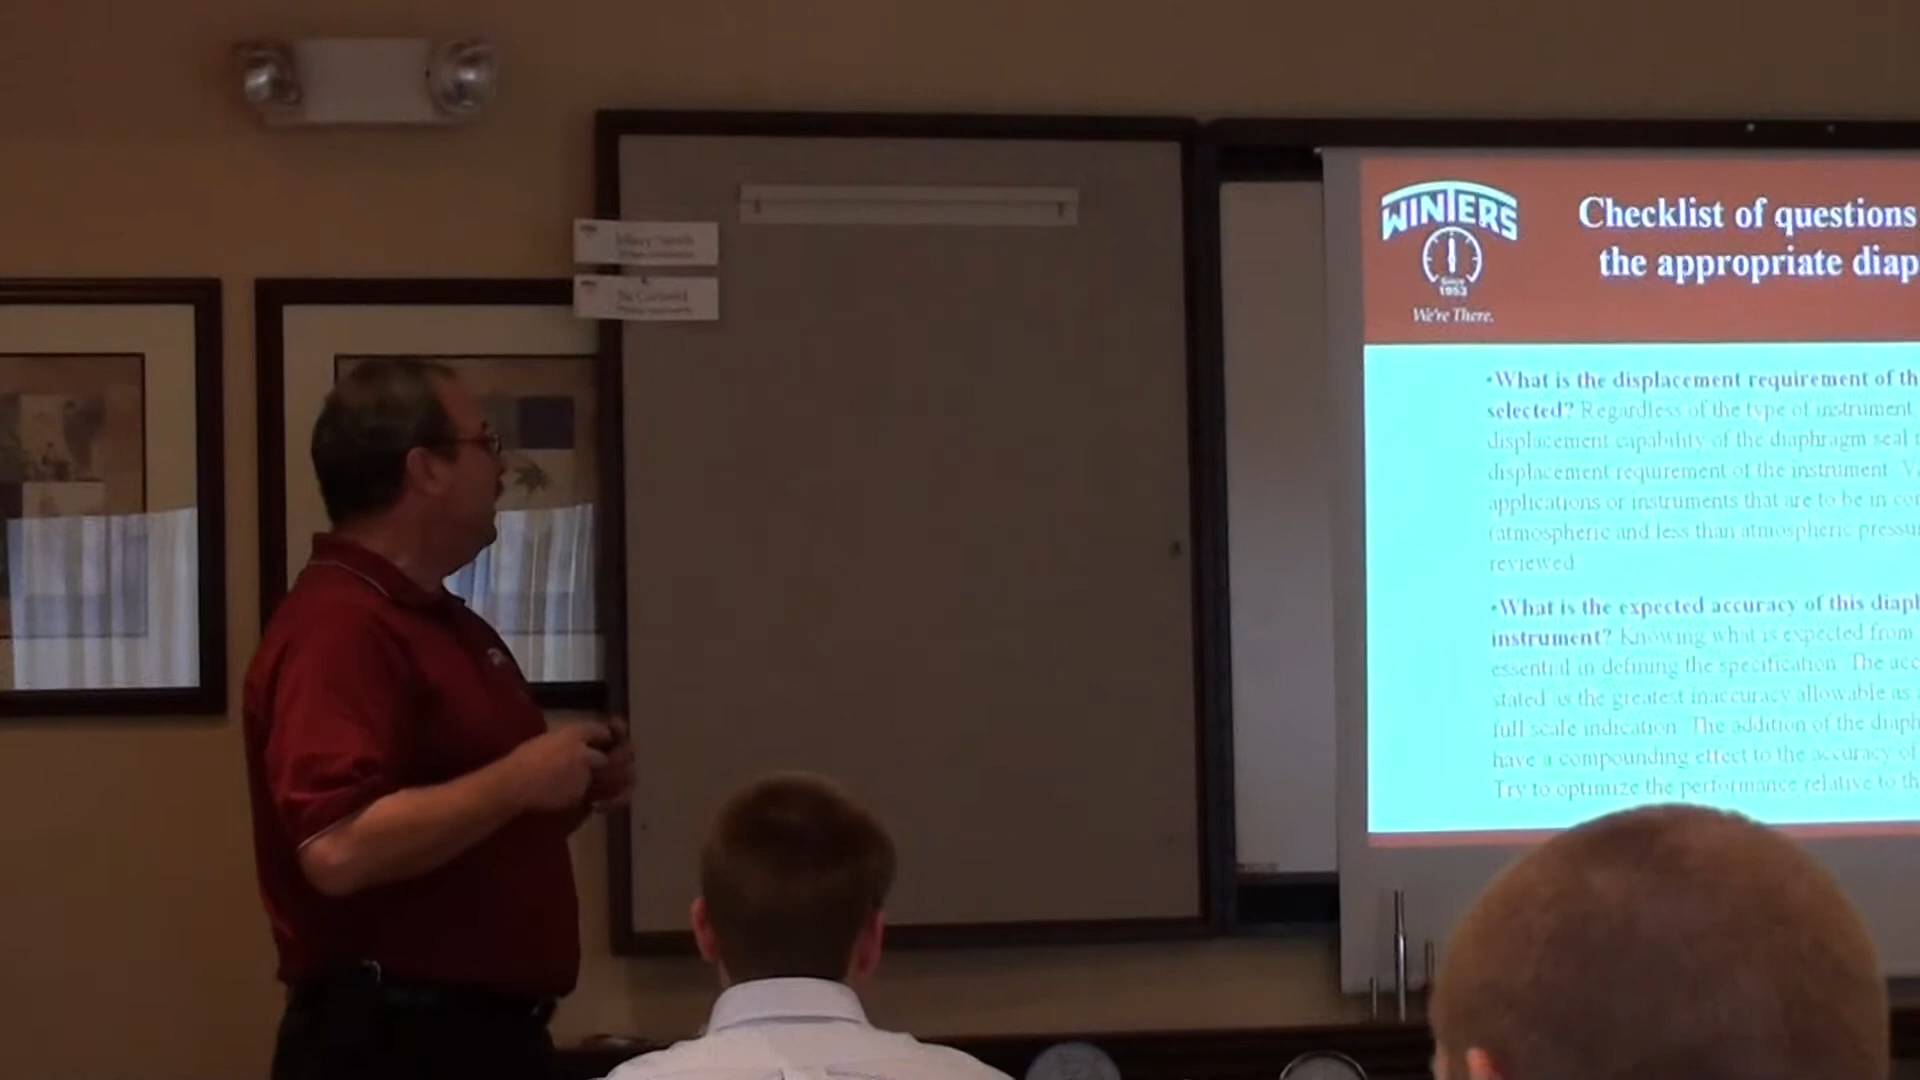 WINTERS
Since
1953
We're There.
Checklist of questions
the appropriate diap
•What is the displacement requirement of th
selected? Regardless of the type of instrument
displacement capability of the diaphragm seal
displacement requirement of the instrument. V
applications or instruments that are to be in co
(atmospheric and less than atmospheric pressu
reviewed
•What is the expected accuracy of this diaph
instrument? Knowing what is expected from
essential in defining the specification. The acc
stated as the greatest inaccuracy allowable as
full scale indication. The addition of the diaph
have a compounding effect to the accuracy of
Try to optimize the performance relative to th